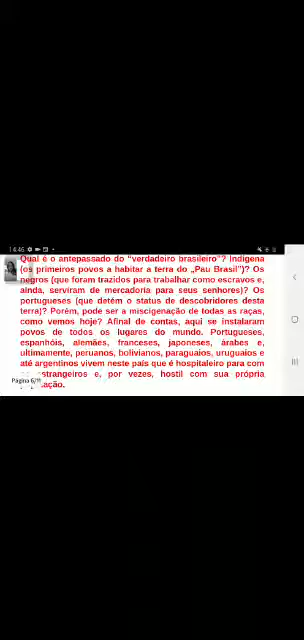 14:46
Qual é o antepassado do "verdadeiro brasileiro"? Indígena
(os primeiros povos a habitar a terra do „Pau Brasil")? Os
negros (que foram trazidos para trabalhar como escravos e,
ainda, serviram de mercadoria para seus senhores)? Os
portugueses (que detém o status de descobridores desta
terra)? Porém, pode ser a miscigenação de todas as raças,
como vemos hoje? Afinal de contas, aqui se instalaram
povos de todos os lugares do mundo. Portugueses,
espanhóis, alemães, franceses, japoneses, árabes e,
ultimamente, peruanos, bolivianos, paraguaios, uruguaios e
até argentinos vivem neste país que é hospitaleiro para com
estrangeiros e, por vezes, hostil com sua própria
Página 6/